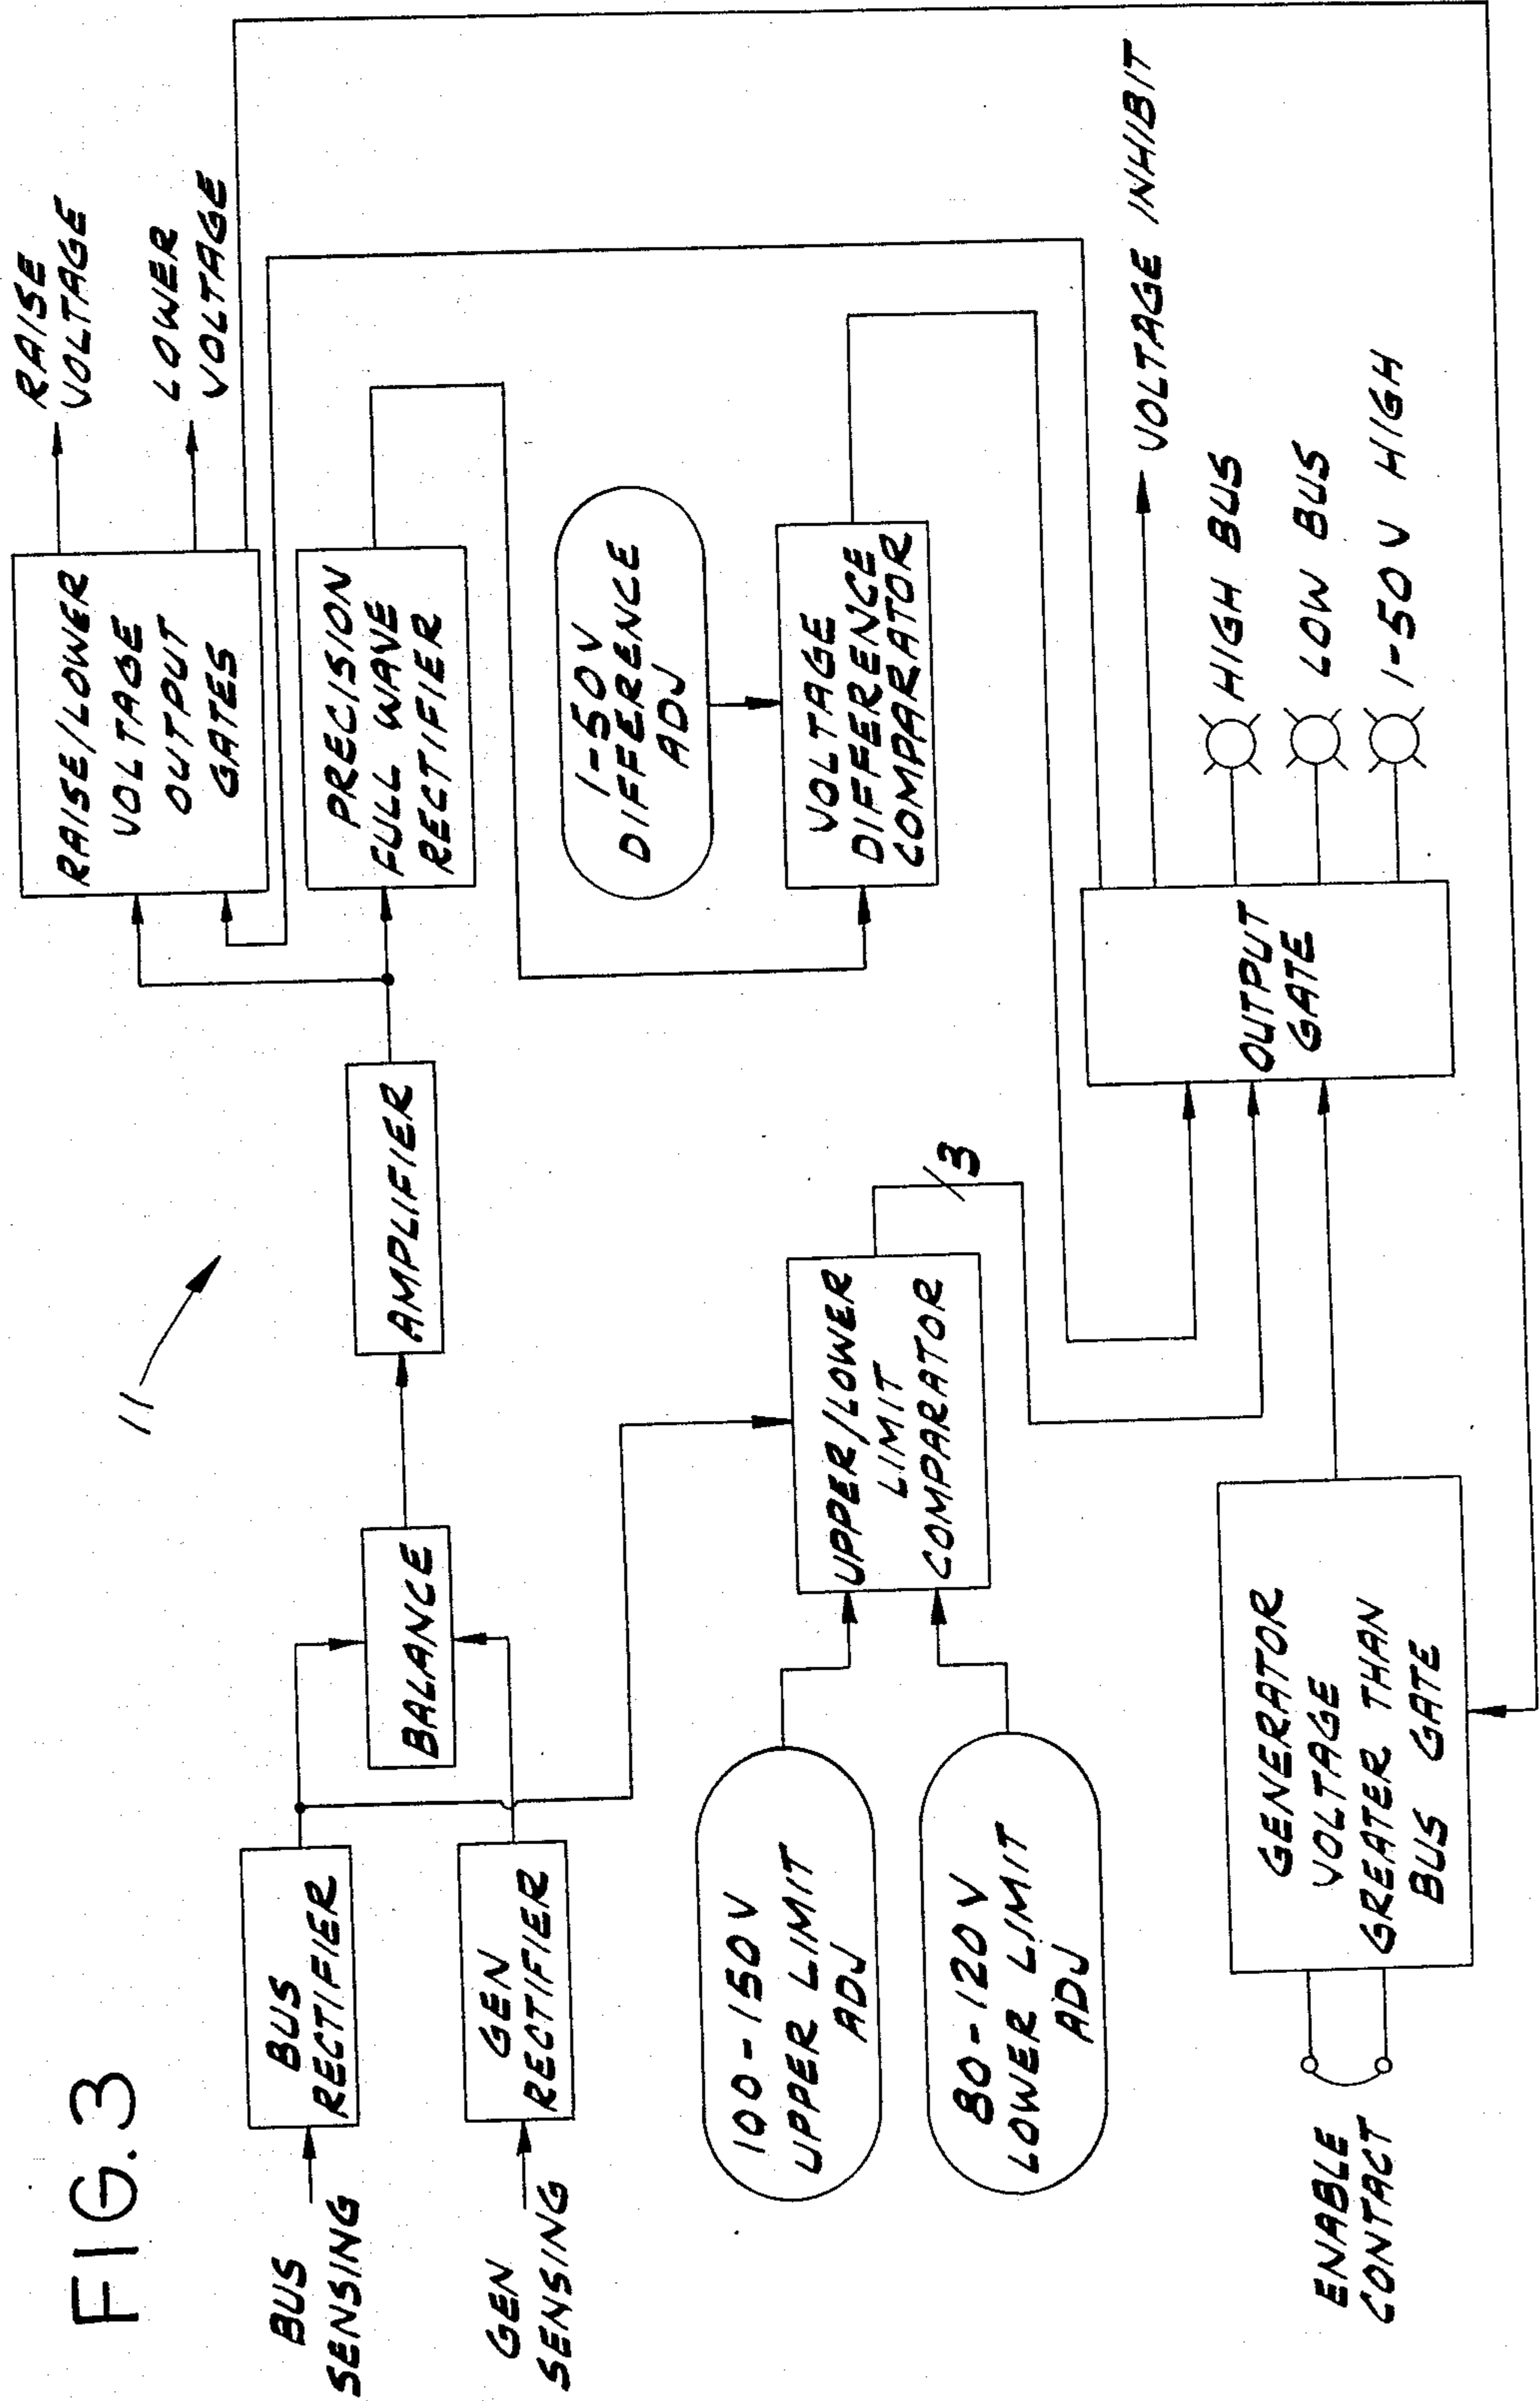 FIG.3
11
BUS
SENSING
BUS
RECTIFIER
GEN
SENSING
GEN
RECTIFIER
BALANCE
AMPLIFIER
RAISE/LOWER
VOLTAGE
OUTPUT
GATES
RAISE
VOLTAGE
LOWER
VOLTAGE
PRECISION
FULL WAVE
RECTIFIER
1-50V
DIFFERENCE
ADJ
VOLTAGE
DIFFERENCE
COMPARATOR
100-150V
UPPER LIMIT
ADJ
80-120V
LOWER LIMIT
ADJ
UPPER/LOWER
LIMIT
COMPARATOR
3
ENABLE
CONTACT
GENERATOR
VOLTAGE
GREATER THAN
BUS GATE
OUTPUT
GATE
VOLTAGE INHIBIT
HIGH BUS
LOW BUS
1-50V HIGH